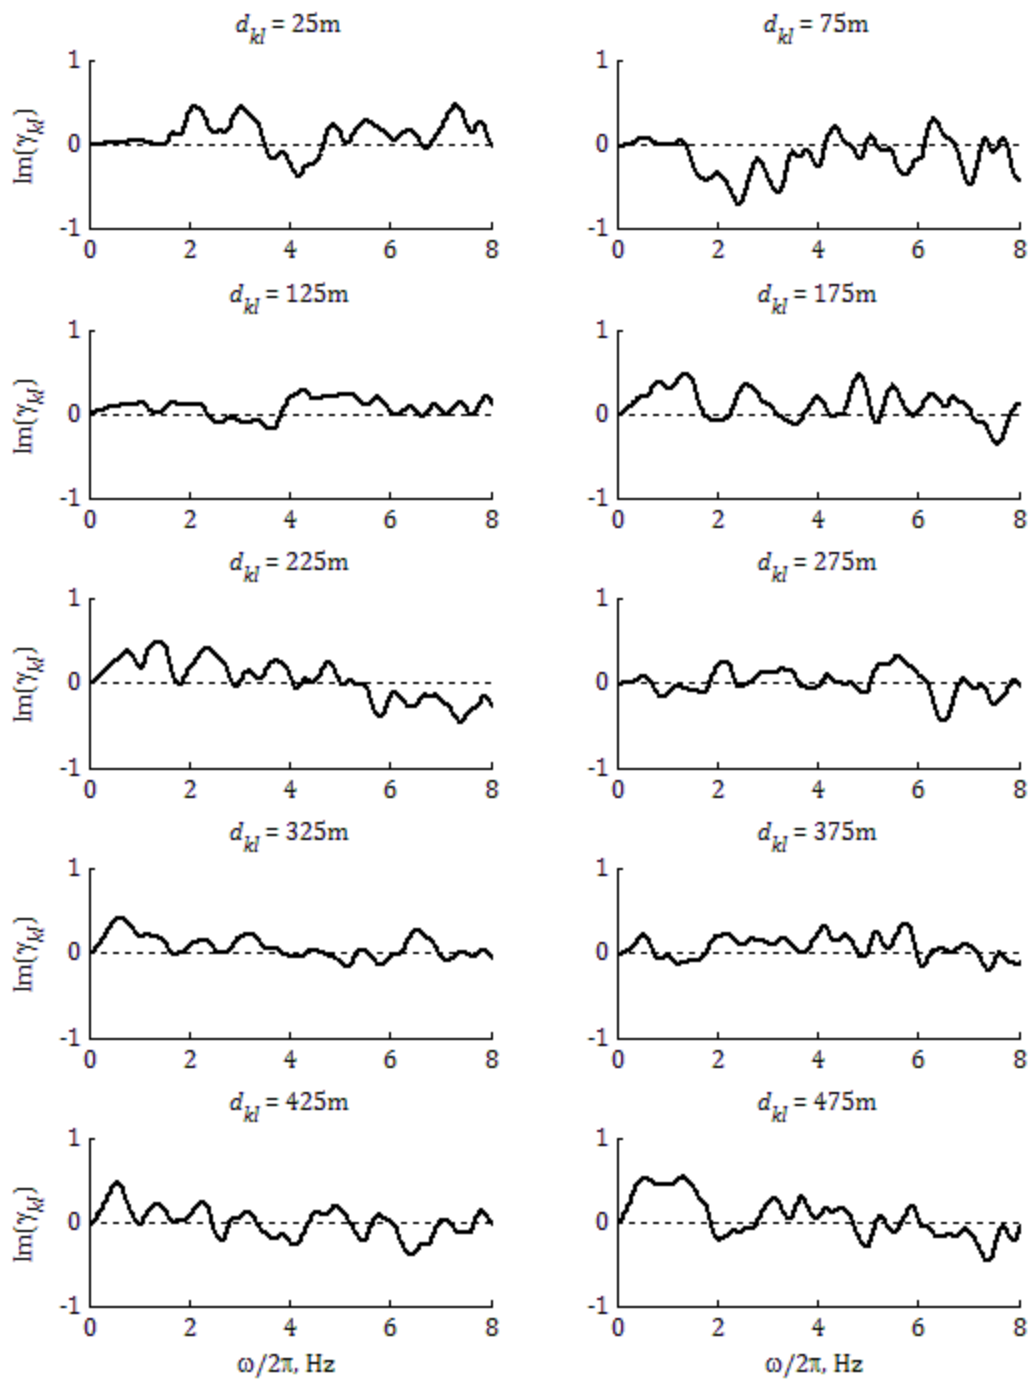 d_kl = 25m
d_kl = 75m
Im(γ_kl)
1
0
-1
0 2 4 6 8
1
0
-1
0 2 4 6 8
d_kl = 125m
d_kl = 175m
Im(γ_kl)
1
0
-1
0 2 4 6 8
1
0
-1
0 2 4 6 8
d_kl = 225m
d_kl = 275m
Im(γ_kl)
1
0
-1
0 2 4 6 8
1
0
-1
0 2 4 6 8
d_kl = 325m
d_kl = 375m
Im(γ_kl)
1
0
-1
0 2 4 6 8
1
0
-1
0 2 4 6 8
d_kl = 425m
d_kl = 475m
Im(γ_kl)
1
0
-1
0 2 4 6 8
1
0
-1
0 2 4 6 8
ω/2π, Hz
ω/2π, Hz